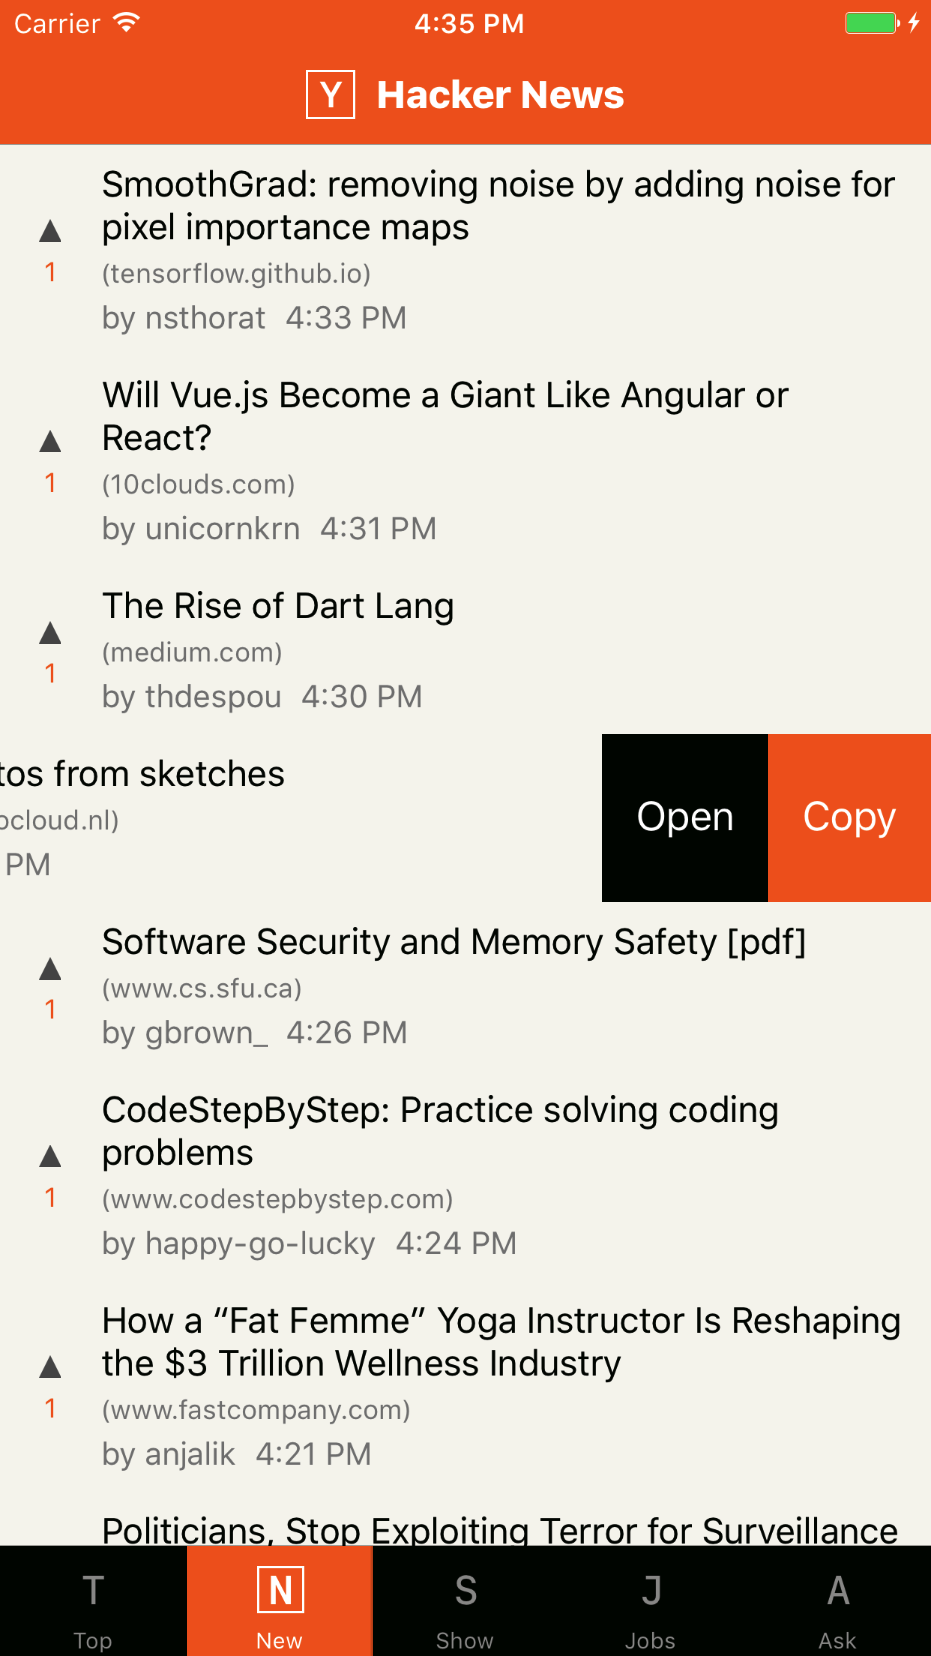 Carrier 4:35 PM
Y Hacker News
SmoothGrad: removing noise by adding noise for
pixel importance maps
▲
1
(tensorflow.github.io)
by nsthorat 4:33 PM
Will Vue.js Become a Giant Like Angular or
React?
▲
1
(10clouds.com)
by unicornkrn 4:31 PM
The Rise of Dart Lang
▲
1
(medium.com)
by thdespou 4:30 PM
tos from sketches
ocloud.nl)
PM
Open Copy
Software Security and Memory Safety [pdf]
▲
1
(www.cs.sfu.ca)
by gbrown_ 4:26 PM
CodeStepByStep: Practice solving coding
problems
▲
1
(www.codestepbystep.com)
by happy-go-lucky 4:24 PM
How a “Fat Femme” Yoga Instructor Is Reshaping
the $3 Trillion Wellness Industry
▲
1
(www.fastcompany.com)
by anjalik 4:21 PM
Politicians, Stop Exploiting Terror for Surveillance
T N S J A
Top New Show Jobs Ask